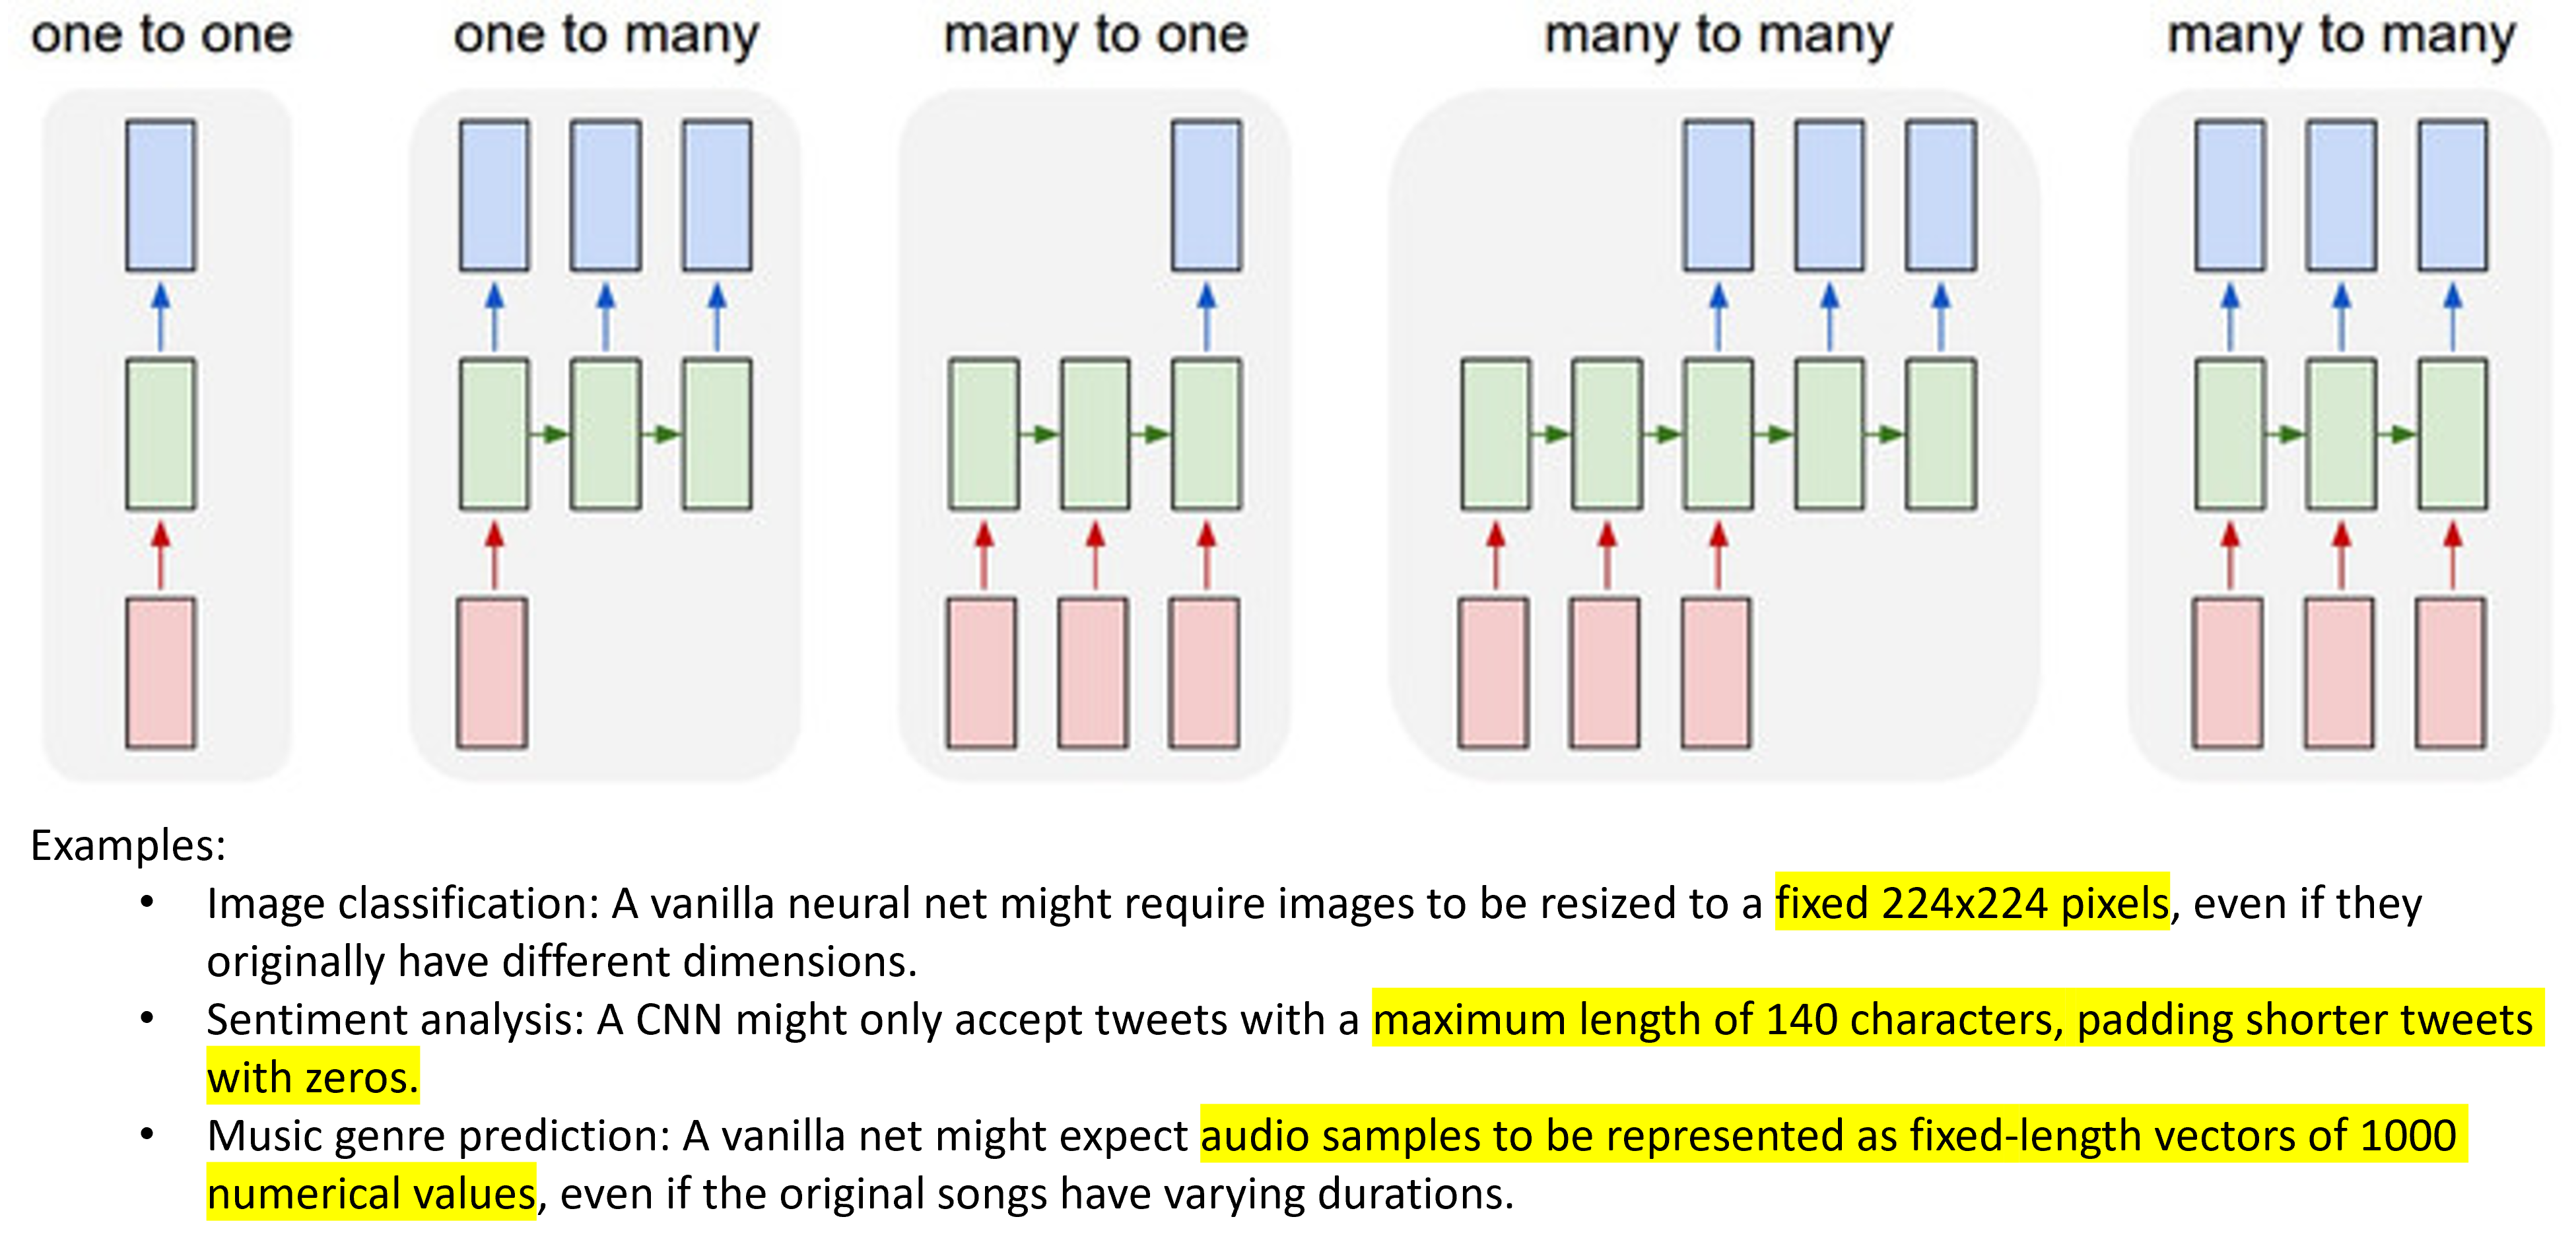 one to one
one to many
many to one
many to many
many to many
Examples:
• Image classification: A vanilla neural net might require images to be resized to a fixed 224x224 pixels, even if they
originally have different dimensions.
• Sentiment analysis: A CNN might only accept tweets with a maximum length of 140 characters, padding shorter tweets
with zeros.
• Music genre prediction: A vanilla net might expect audio samples to be represented as fixed-length vectors of 1000
numerical values, even if the original songs have varying durations.